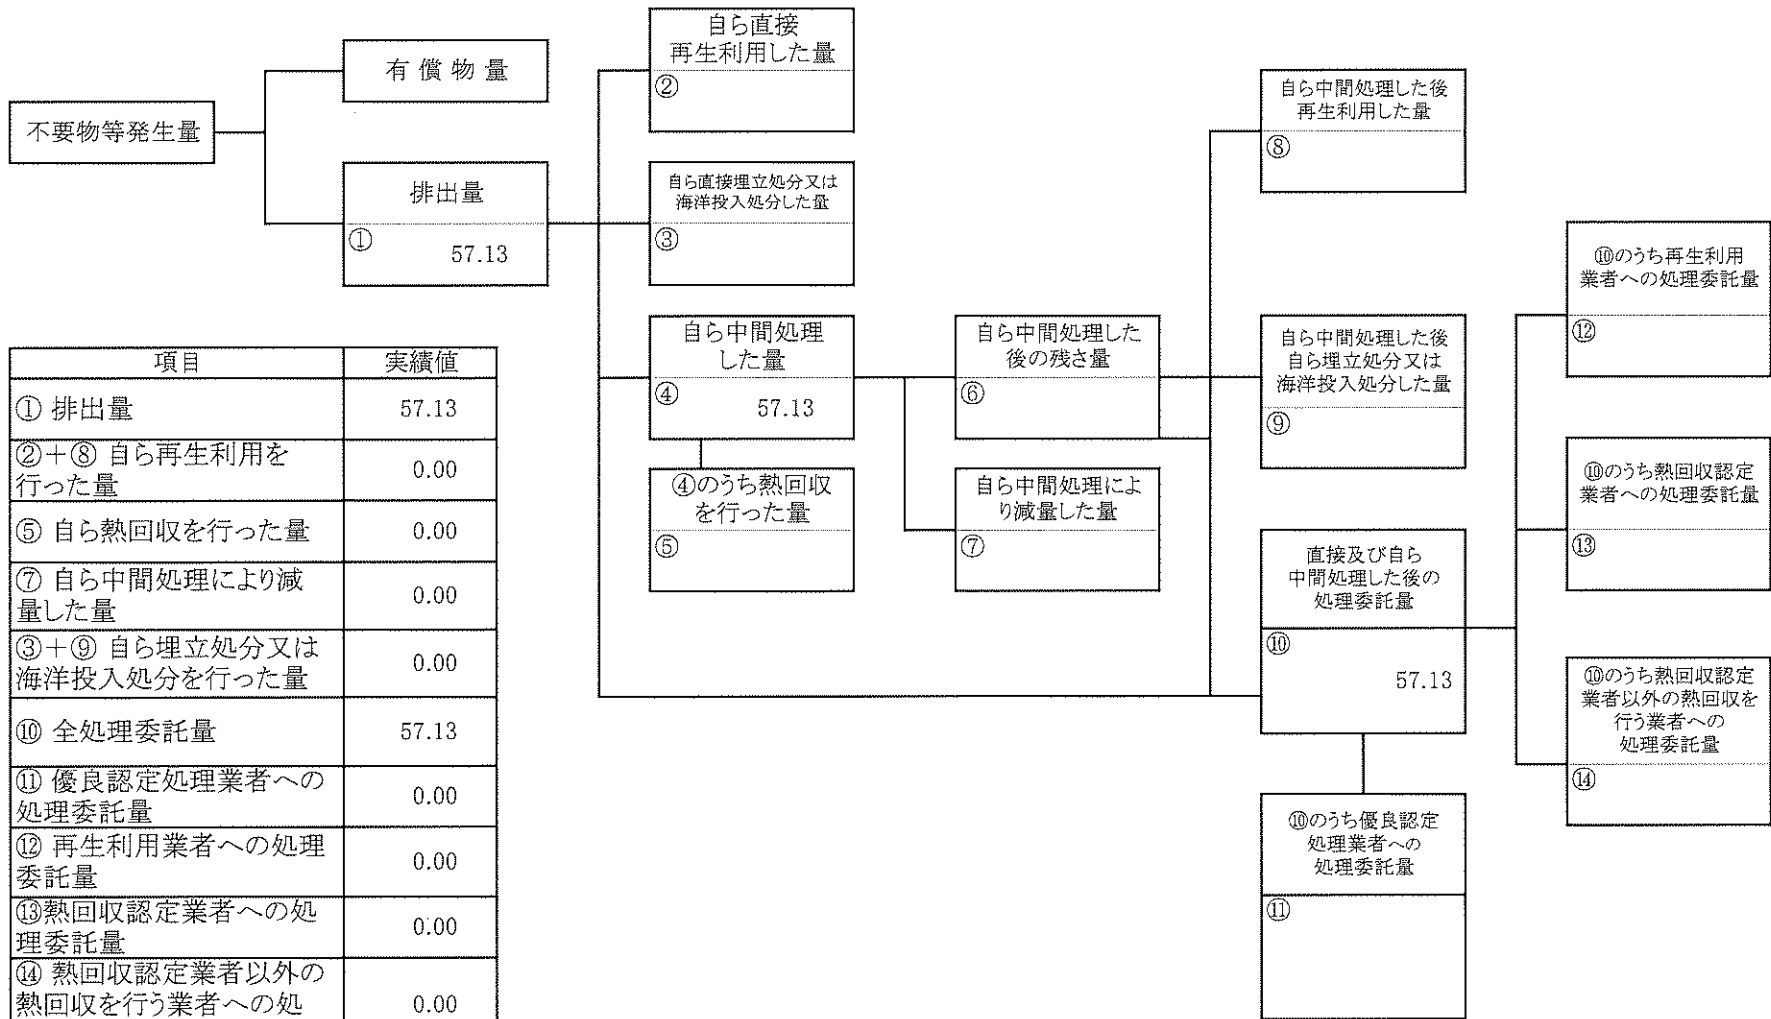 不要物等発生量
有償物量
排出量
①
57.13
自ら直接
再生利用した量
②
自ら直接埋立処分又は
海洋投入処分した量
③
自ら中間処理
した量
④
57.13
④のうち熱回収
を行った量
⑤
自ら中間処理した
後の残さ量
⑥
自ら中間処理によ
り減量した量
⑦
自ら中間処理した後
再生利用した量
⑧
自ら中間処理した後
自ら埋立処分又は
海洋投入処分した量
⑨
直接及び自ら
中間処理した後の
処理委託量
⑩
57.13
⑩のうち優良認定
処理業者への
処理委託量
⑪
⑩のうち再生利用
業者への処理委託量
⑫
⑩のうち熱回収認定
業者への処理委託量
⑬
⑩のうち熱回収認定
業者以外の熱回収を
行う業者への
処理委託量
⑭
項目 実績値
① 排出量 57.13
②+⑧ 自ら再生利用を
行った量 0.00
⑤ 自ら熱回収を行った量 0.00
⑦ 自ら中間処理により減
量した量 0.00
③+⑨ 自ら埋立処分又は
海洋投入処分を行った量 0.00
⑩ 全処理委託量 57.13
⑪ 優良認定処理業者への
処理委託量 0.00
⑫ 再生利用業者への処理
委託量 0.00
⑬熱回収認定業者への処
理委託量 0.00
⑭ 熱回収認定業者以外の
熱回収を行う業者への処 0.00